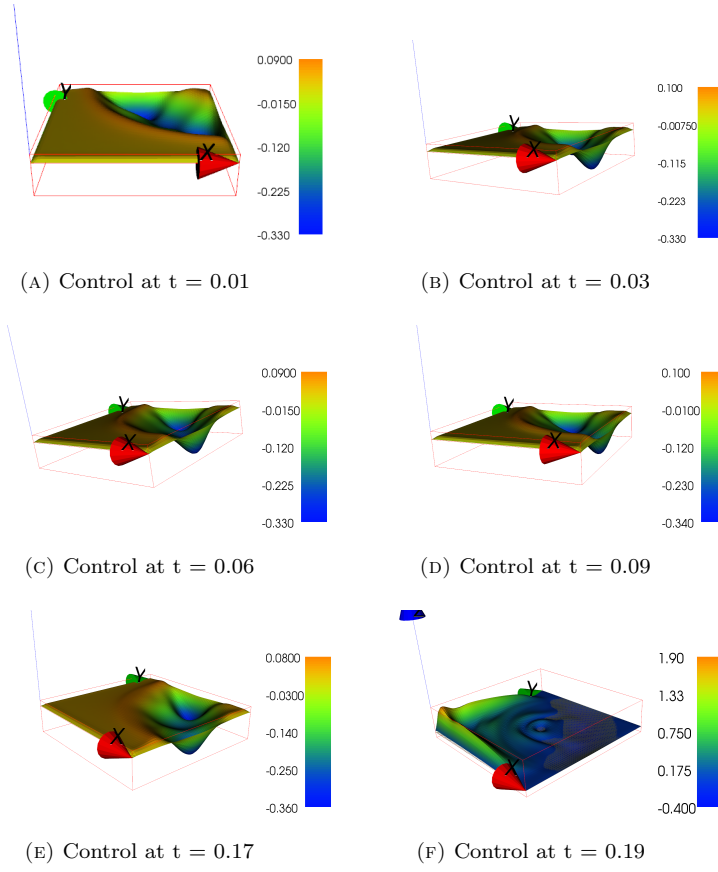 0.0900
-0.0150
-0.120
-0.225
-0.330
Y
X
(A) Control at t = 0.01
0.100
-0.00750
-0.115
-0.223
-0.330
Y
X
(B) Control at t = 0.03
0.0900
-0.0150
-0.120
-0.225
-0.330
Y
X
(C) Control at t = 0.06
0.100
-0.0100
-0.120
-0.230
-0.340
Y
X
(D) Control at t = 0.09
0.0800
-0.0300
-0.140
-0.250
-0.360
Y
X
(E) Control at t = 0.17
1.90
1.33
0.750
0.175
-0.400
Y
X
(F) Control at t = 0.19